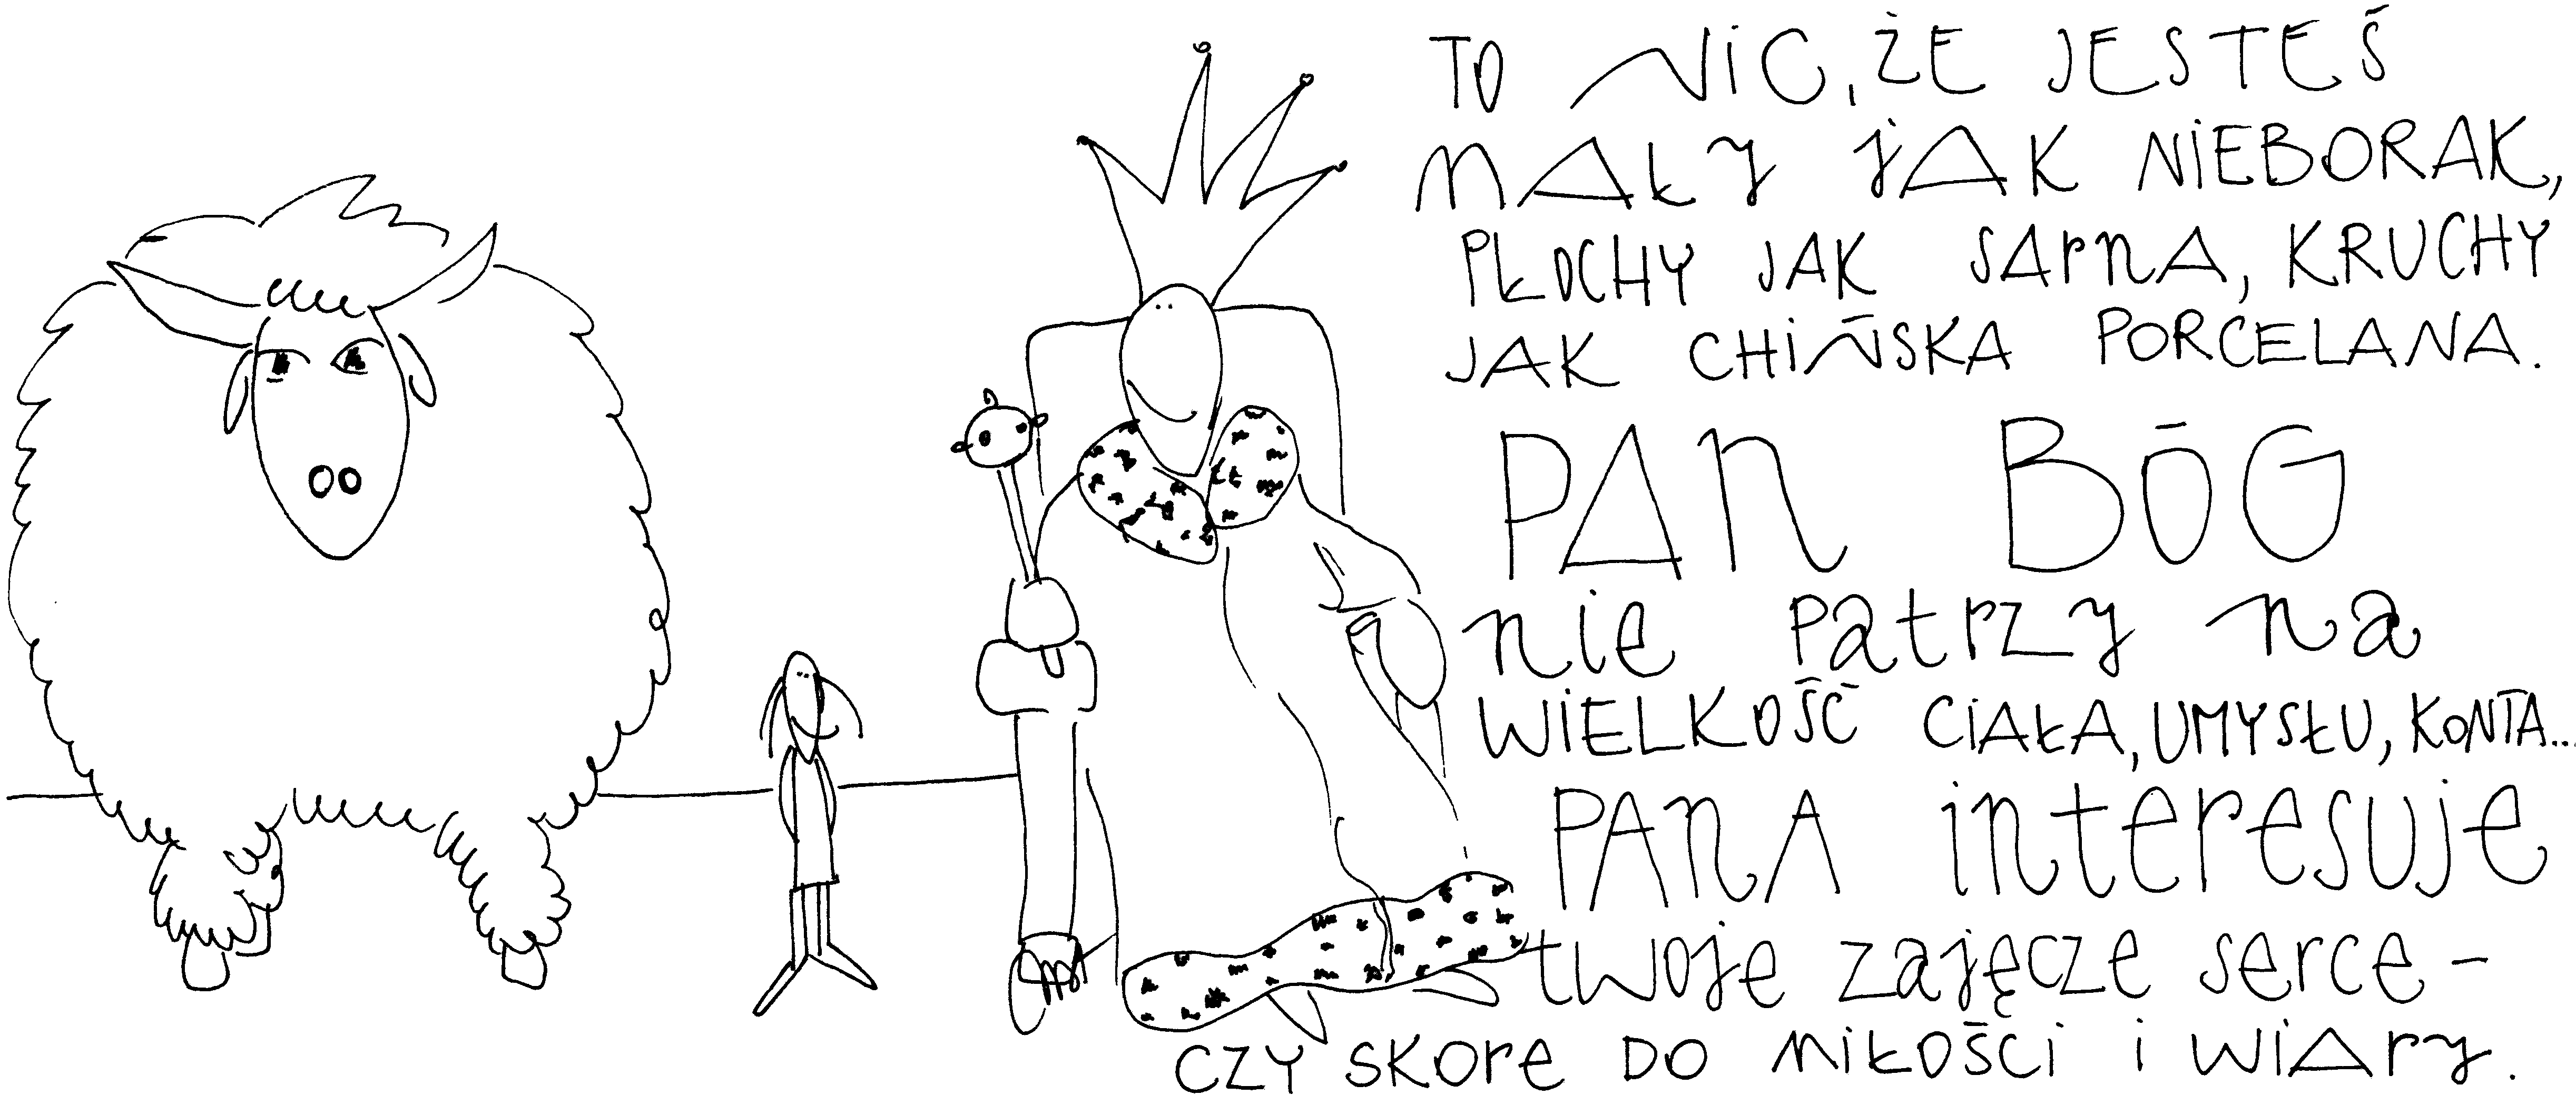 TO NIC, ŻE JESTEŚ
MAŁY JAK NIEBORAK,
PŁOCHY JAK SARNA, KRUCHY
JAK CHIŃSKA PORCELANA.
PAN BÓG
nie patrzy na
WIELKOŚĆ CIAŁA, UMYSŁU, KONTA...
PANA interesuje
twoje zajęcze serce -
CZY SKORE DO MIŁOŚCI i WIARY.